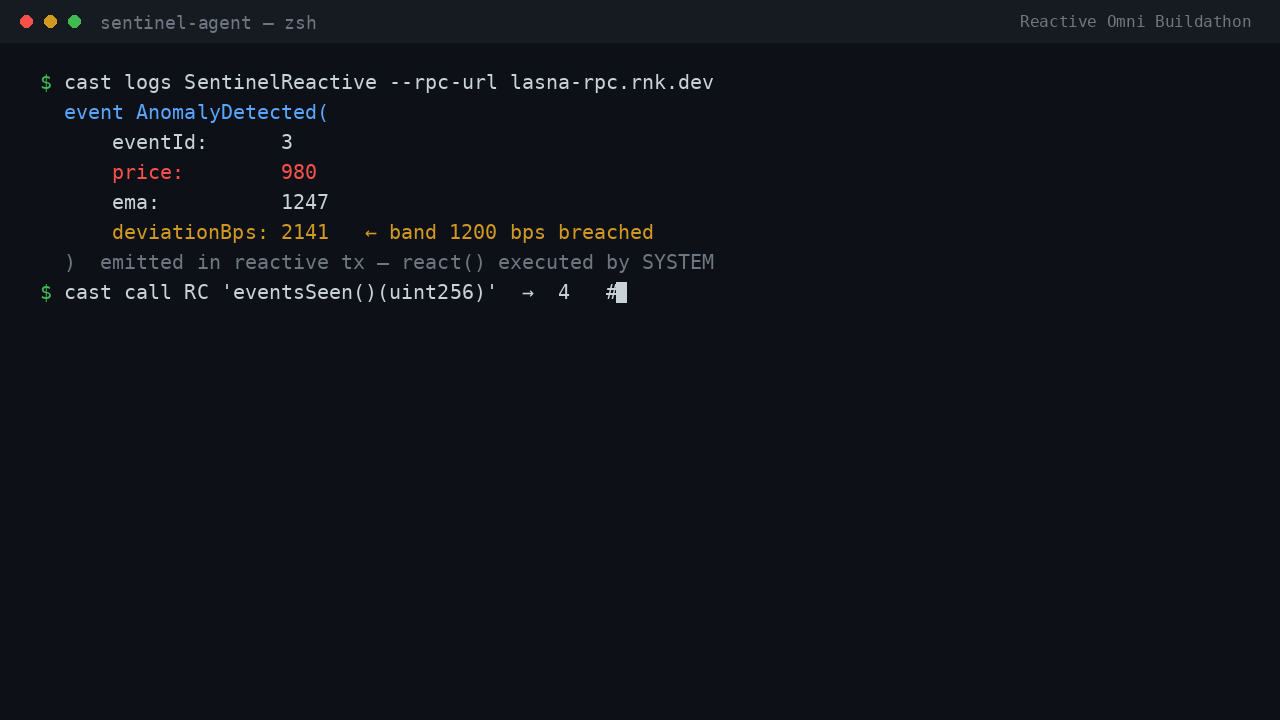 sentinel-agent — zsh
Reactive Omni Buildathon
$ cast logs SentinelReactive --rpc-url lasna-rpc.rnk.dev
event AnomalyDetected(
eventId: 3
price: 980
ema: 1247
deviationBps: 2141 ← band 1200 bps breached
) emitted in reactive tx — react() executed by SYSTEM
$ cast call RC 'eventsSeen()(uint256)' → 4 #